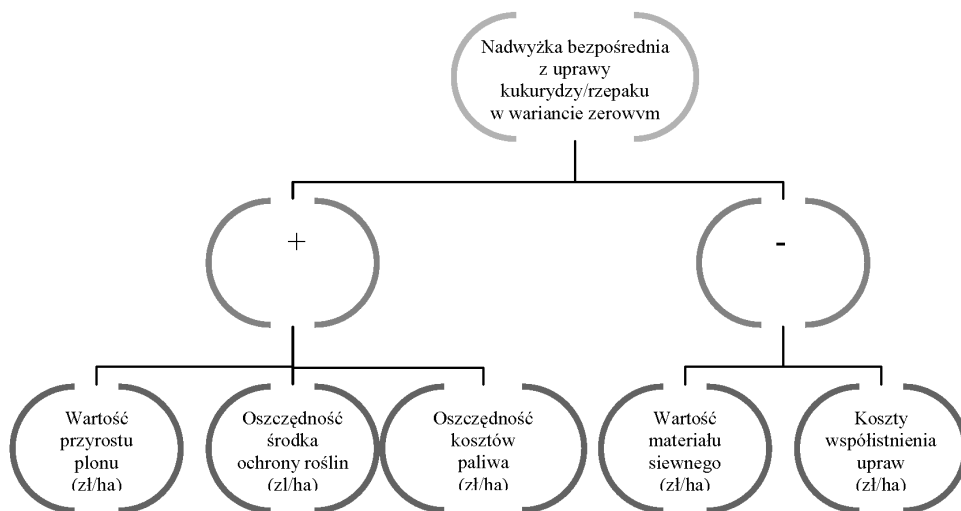 Nadwyżka bezpośrednia
z uprawy
kukurydzy/rzepaku
w wariancie zerowym
+
-
Wartość
przyrostu
plonu
(zł/ha)
Oszczędność
środka
ochrony roślin
(zl/ha)
Oszczędność
kosztów
paliwa
(zł/ha)
Wartość
materiału
siewnego
(zł/ha)
Koszty
współistnienia
upraw
(zł/ha)